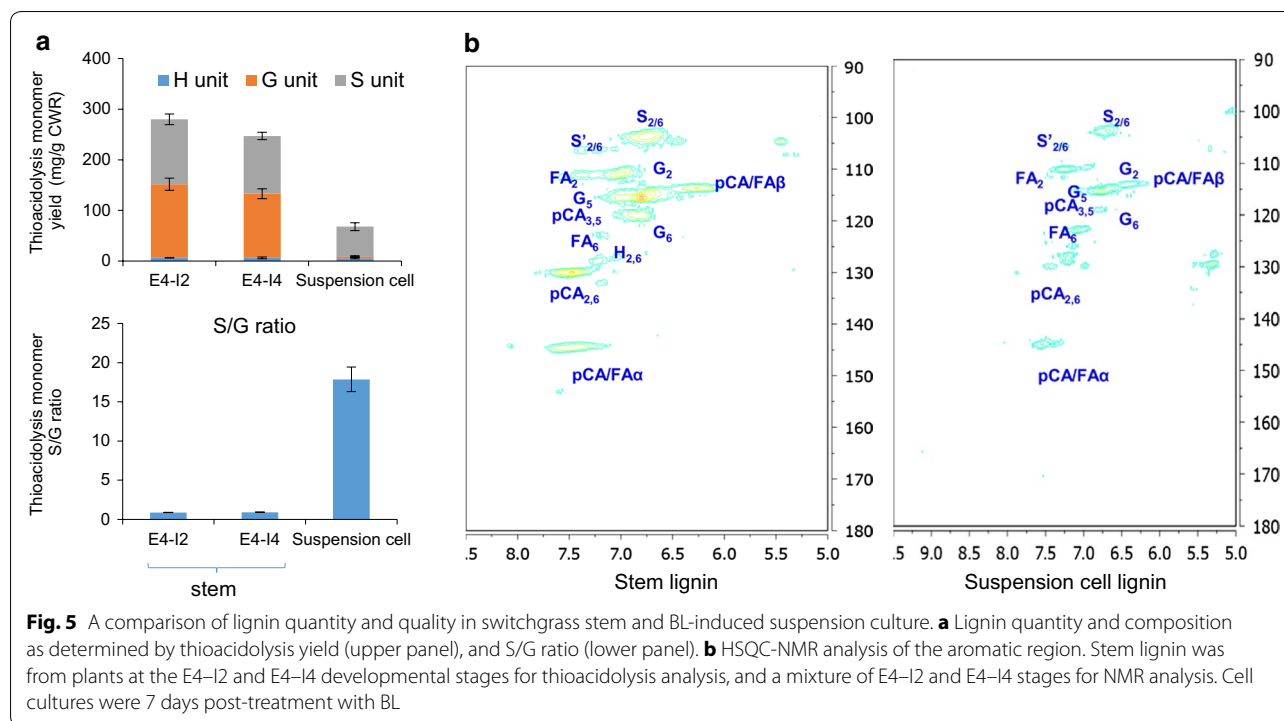 a
400
300
200
100
0
Thioacidolysis monomer
yield (mg/g CWR)
H unit G unit S unit
E4-I2 E4-I4 Suspension cell
S/G ratio
25
20
15
10
5
0
Thioacidolysis monomer
S/G ratio
E4-I2 E4-I4 Suspension cell
stem
b
S2/6
S'2/6
FA2
G2
pCA/FAβ
G5
pCA3,5
G6
FA6
H2,6
pCA2,6
pCA/FAα
90
100
110
120
130
140
150
160
170
180
.5 8.0 7.5 7.0 6.5 6.0 5.5 5.0
Stem lignin
S2/6
S'2/6
G2
FA2
pCA/FAβ
G5
pCA3,5
G6
FA6
pCA2,6
pCA/FAα
90
100
110
120
130
140
150
160
170
180
.5 9.0 8.5 8.0 7.5 7.0 6.5 6.0 5.5 5.0
Suspension cell lignin
Fig. 5 A comparison of lignin quantity and quality in switchgrass stem and BL-induced suspension culture. a Lignin quantity and composition
as determined by thioacidolysis yield (upper panel), and S/G ratio (lower panel). b HSQC-NMR analysis of the aromatic region. Stem lignin was
from plants at the E4–I2 and E4–I4 developmental stages for thioacidolysis analysis, and a mixture of E4–I2 and E4–I4 stages for NMR analysis. Cell
cultures were 7 days post-treatment with BL